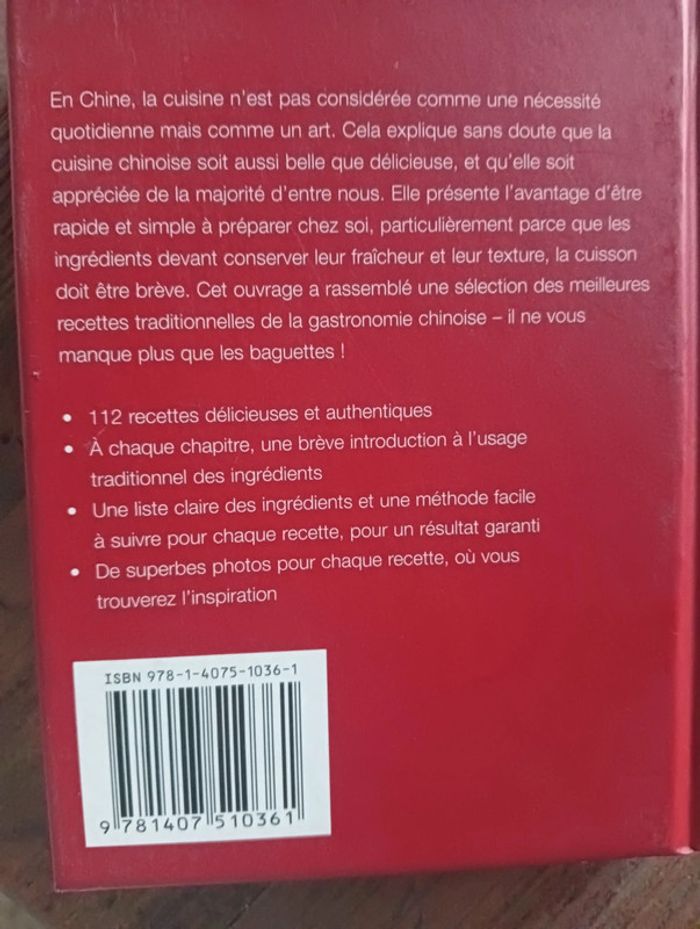 En Chine, la cuisine n'est pas considérée comme une nécessité
quotidienne mais comme un art. Cela explique sans doute que la
cuisine chinoise soit aussi belle que délicieuse, et qu'elle soit
appréciée de la majorité d'entre nous. Elle présente l'avantage d'être
rapide et simple à préparer chez soi, particulièrement parce que les
ingrédients devant conserver leur fraîcheur et leur texture, la cuisson
doit être brève. Cet ouvrage a rassemblé une sélection des meilleures
recettes traditionnelles de la gastronomie chinoise – il ne vous
manque plus que les baguettes !
• 112 recettes délicieuses et authentiques
• À chaque chapitre, une brève introduction à l'usage
traditionnel des ingrédients
• Une liste claire des ingrédients et une méthode facile
à suivre pour chaque recette, pour un résultat garanti
• De superbes photos pour chaque recette, où vous
trouverez l'inspiration
ISBN 978-1-4075-1036-1
9 781407 510361